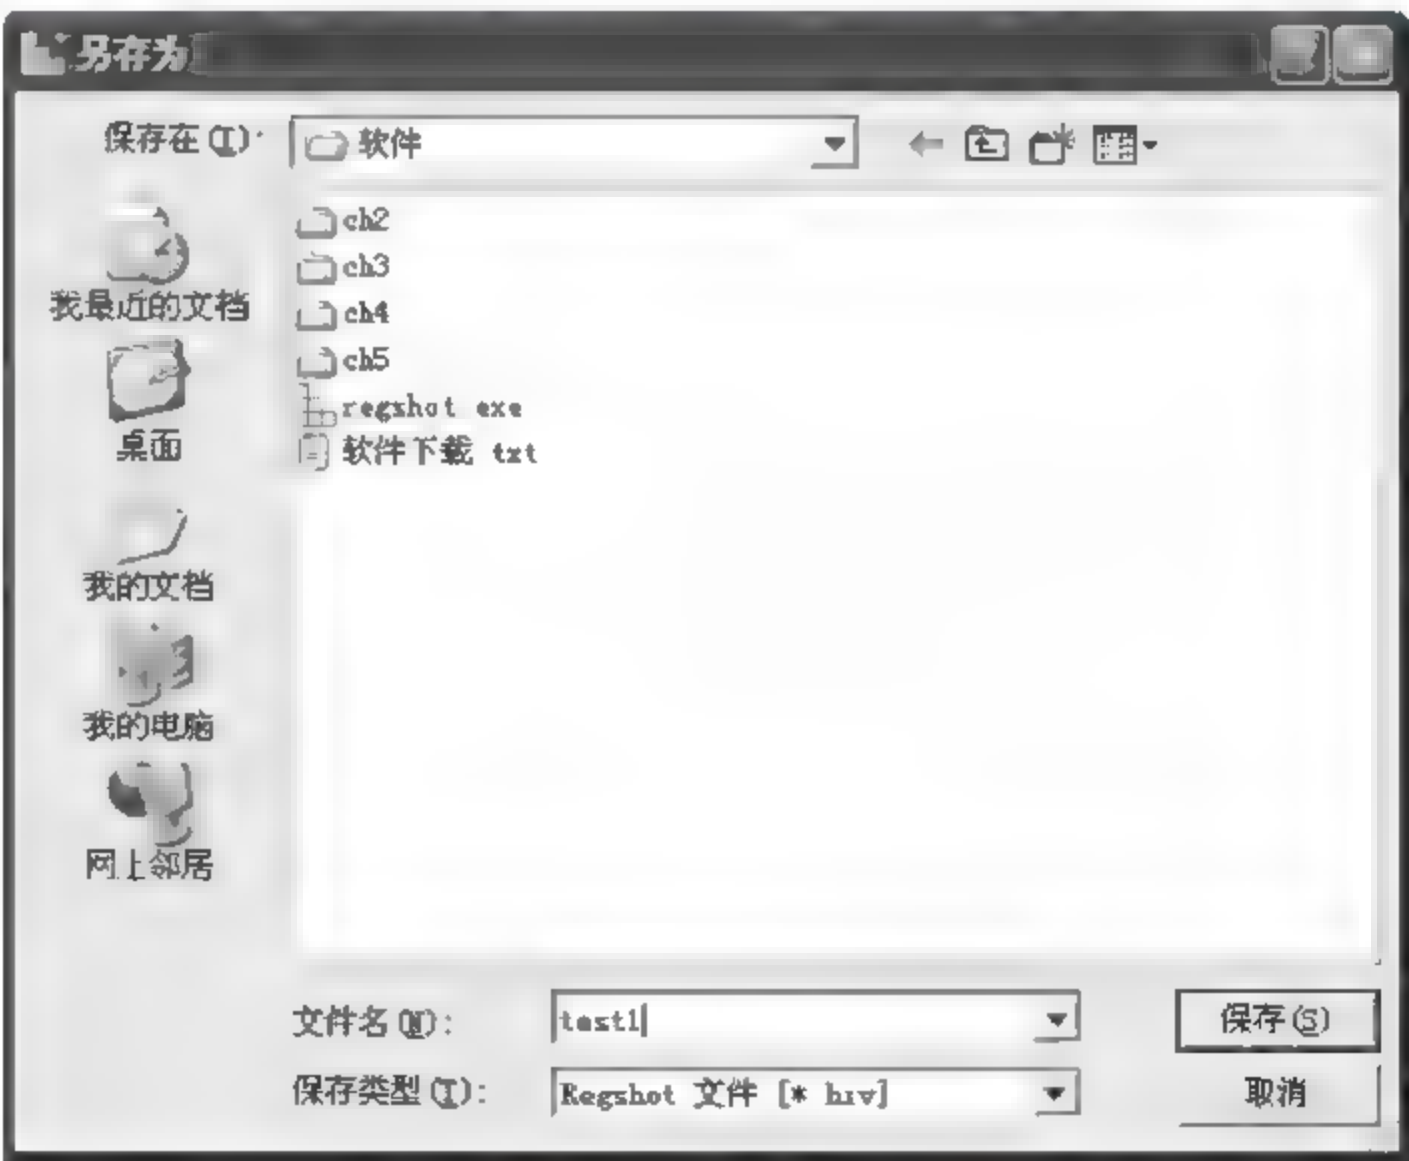 另存为
保存在(I):
软件
ch2
ch3
ch4
ch5
regshot exe
软件下载 txt
我最近的文档
桌面
我的文档
我的电脑
网上邻居
文件名(N):
test1
保存(S)
保存类型(T):
Regshot 文件 [* hiv]
取消